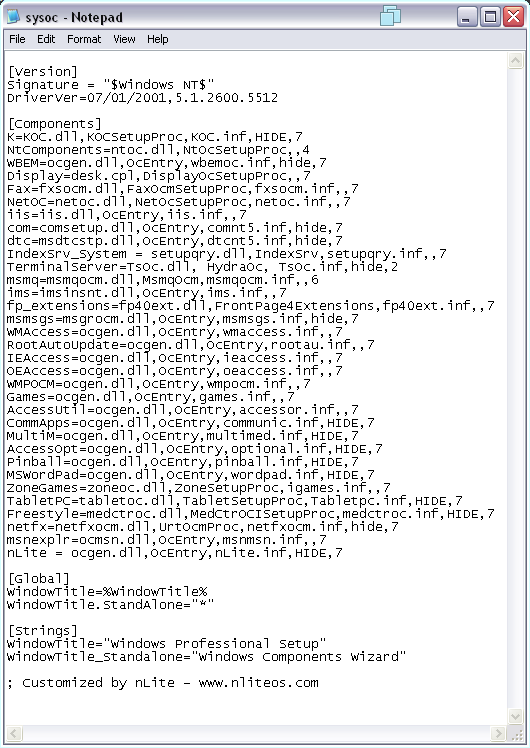 sysoc - Notepad
File Edit Format View Help
[Version]
Signature = "$Windows NT$"
DriverVer=07/01/2001,5.1.2600.5512
[Components]
K=KOC.dll,KOCSetupProc,KOC.inf,HIDE,7
NtComponents=ntoc.dll,NtOcSetupProc,,4
WBEM=ocgen.dll,OcEntry,wbemoc.inf,hide,7
Display=desk.cpl,DisplayOcSetupProc,,7
Fax=fxsocm.dll,FaxOcmSetupProc,fxsocm.inf,,7
NetOC=netoc.dll,NetOcSetupProc,netoc.inf,,7
iis=iis.dll,OcEntry,iis.inf,,7
com=comsetup.dll,OcEntry,comnt5.inf,hide,7
dtc=msdtcstp.dll,OcEntry,dtcnt5.inf,hide,7
IndexSrv_System = setupqry.dll,IndexSrv,setupqry.inf,,7
TerminalServer=TsOc.dll, HydraOc, TsOc.inf,hide,2
msmq=msmqocm.dll,MsmqOcm,msmqocm.inf,,6
ims=imsinsnt.dll,OcEntry,ims.inf,,7
fp_extensions=fp40ext.dll,FrontPage4Extensions,fp40ext.inf,,7
msmsgs=msgrocm.dll,OcEntry,msmsgs.inf,hide,7
WMAccess=ocgen.dll,OcEntry,wmaccess.inf,,7
RootAutoUpdate=ocgen.dll,OcEntry,rootau.inf,,7
IEAccess=ocgen.dll,OcEntry,ieaccess.inf,,7
OEAccess=ocgen.dll,OcEntry,oeaccess.inf,,7
WMPOCM=ocgen.dll,OcEntry,wmpocm.inf,,7
Games=ocgen.dll,OcEntry,games.inf,,7
AccessUtil=ocgen.dll,OcEntry,accessor.inf,,7
CommApps=ocgen.dll,OcEntry,communic.inf,HIDE,7
MultiM=ocgen.dll,OcEntry,multimed.inf,HIDE,7
AccessOpt=ocgen.dll,OcEntry,optional.inf,HIDE,7
Pinball=ocgen.dll,OcEntry,pinball.inf,HIDE,7
MSWordPad=ocgen.dll,OcEntry,wordpad.inf,HIDE,7
ZoneGames=zoneoc.dll,ZoneSetupProc,igames.inf,,7
TabletPC=tabletoc.dll,TabletSetupProc,Tabletpc.inf,HIDE,7
Freestyle=medctroc.dll,MedCtrOCISetupProc,medctroc.inf,HIDE,7
netfx=netfxocm.dll,UrtOcmProc,netfxocm.inf,hide,7
msnexplr=ocmsn.dll,OcEntry,msnmsn.inf,,7
nLite = ocgen.dll,OcEntry,nLite.inf,HIDE,7
[Global]
WindowTitle=%WindowTitle%
WindowTitle.StandAlone="*"
[Strings]
WindowTitle="Windows Professional Setup"
WindowTitle_Standalone="Windows Components Wizard"
; Customized by nLite - www.nliteos.com